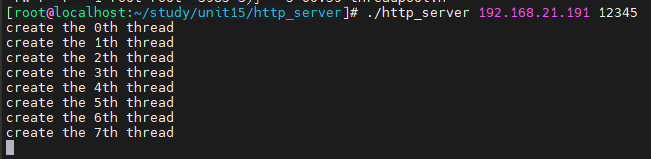 [root@localhost:~/study/unit15/http_server]# ./http_server 192.168.21.191 12345
create the 0th thread
create the 1th thread
create the 2th thread
create the 3th thread
create the 4th thread
create the 5th thread
create the 6th thread
create the 7th thread